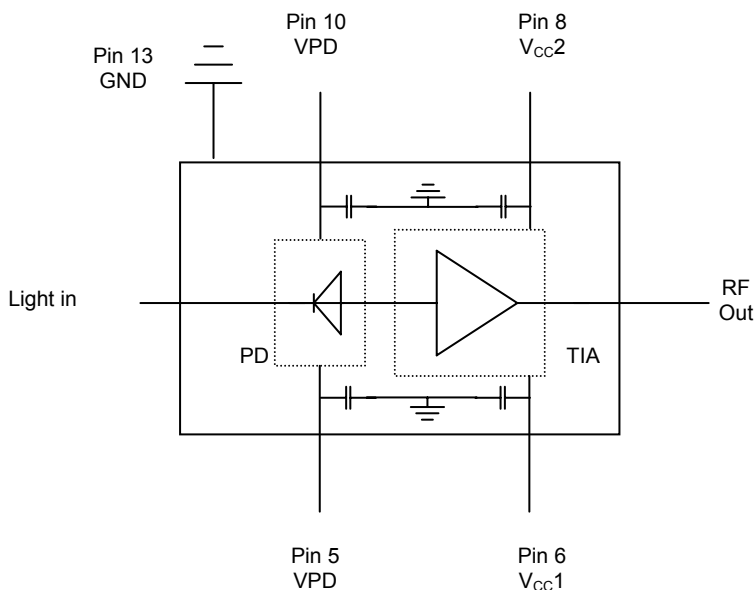 Pin 10
VPD
Pin 8
VCC2
Pin 13
GND
Light in
RF
Out
PD
TIA
Pin 5
VPD
Pin 6
VCC1